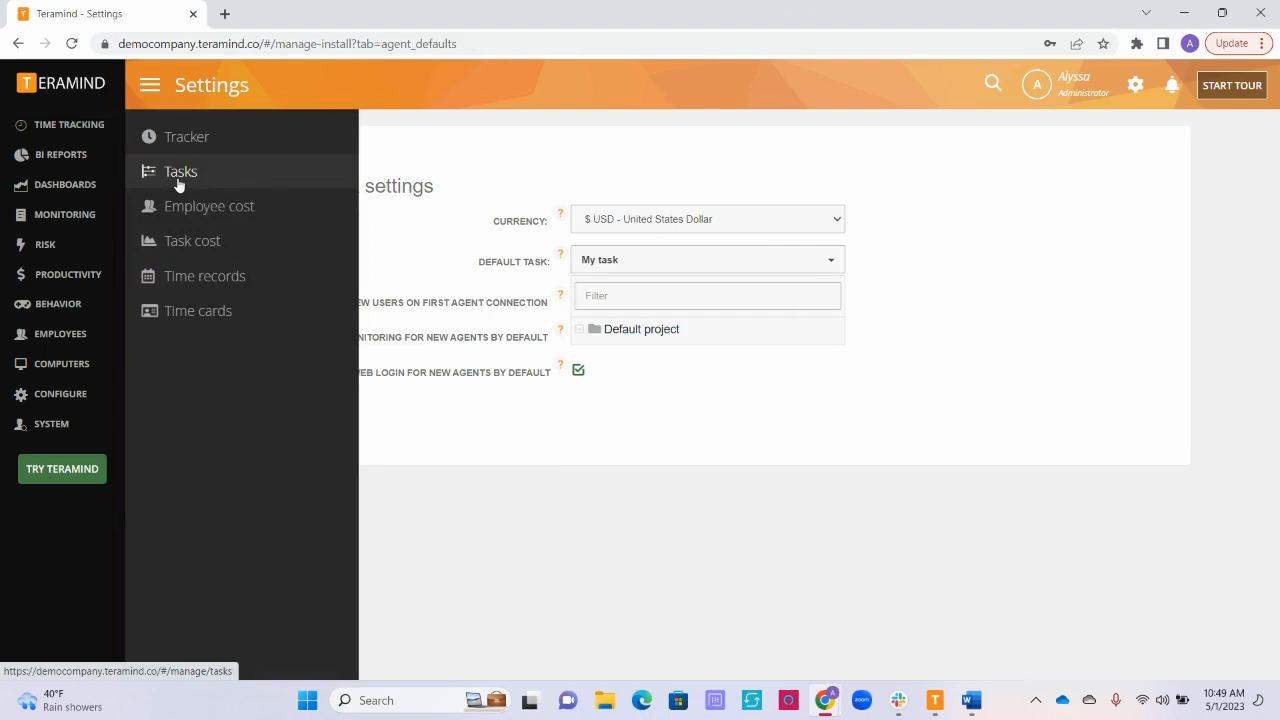 Teramind - Settings
democompany.teramind.co/#/manage-install?tab=agent_defaults
A
Update
TERAMIND
Settings
A
Alyssa
Administrator
START TOUR
TIME TRACKING
BI REPORTS
DASHBOARDS
MONITORING
RISK
PRODUCTIVITY
BEHAVIOR
EMPLOYEES
COMPUTERS
CONFIGURE
SYSTEM
TRY TERAMIND
Tracker
Tasks
Employee cost
Task cost
Time records
Time cards
settings
CURRENCY: ?
$ USD - United States Dollar
DEFAULT TASK: ?
My task
Filter
Default project
EW USERS ON FIRST AGENT CONNECTION ?
NITORING FOR NEW AGENTS BY DEFAULT ?
EB LOGIN FOR NEW AGENTS BY DEFAULT ?
https://democompany.teramind.co/#/manage/tasks
40°F
Rain showers
Search
A
zoom
T
W
10:49 AM
5/1/2023